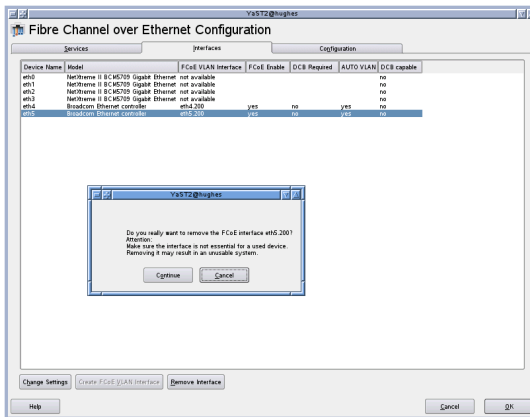 YaST2@hughes
Fibre Channel over Ethernet Configuration
Services Interfaces Configuration
Device Name Model FCoE VLAN Interface FCoE Enable DCB Required AUTO VLAN DCB capable
eth0 NetXtreme II BCM5709 Gigabit Ethernet not available no
eth1 NetXtreme II BCM5709 Gigabit Ethernet not available no
eth2 NetXtreme II BCM5709 Gigabit Ethernet not available no
eth3 NetXtreme II BCM5709 Gigabit Ethernet not available no
eth4 Broadcom Ethernet controller eth4.200 yes no yes no
eth5 Broadcom Ethernet controller eth5.200 yes no yes no
YaST2@hughes
Do you really want to remove the FCoE interface eth5.200?
Attention:
Make sure the interface is not essential for a used device.
Removing it may result in an unusable system.
Continue Cancel
Change Settings Create FCoE VLAN Interface Remove Interface
Help Cancel OK